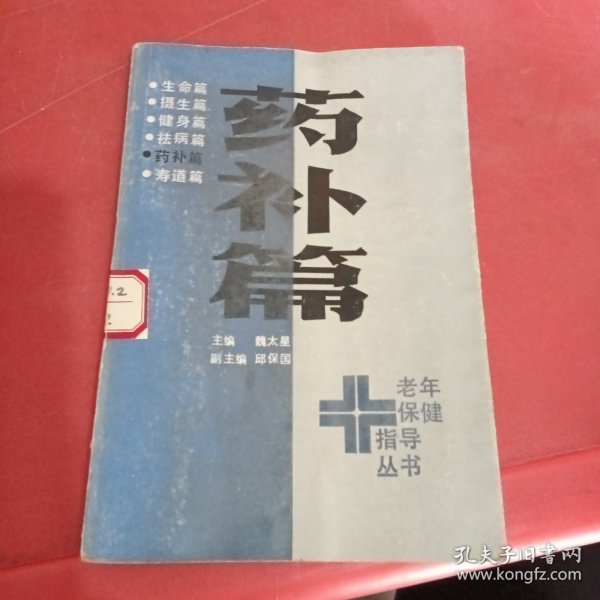 ●生命篇
●摄生篇
●健身篇
●祛病篇
●药补篇
●寿道篇
药补篇
.2
主编 魏太星
副主编 邱保国
老年
保健
指导
丛书
孔夫子旧书网
www.kongfz.com